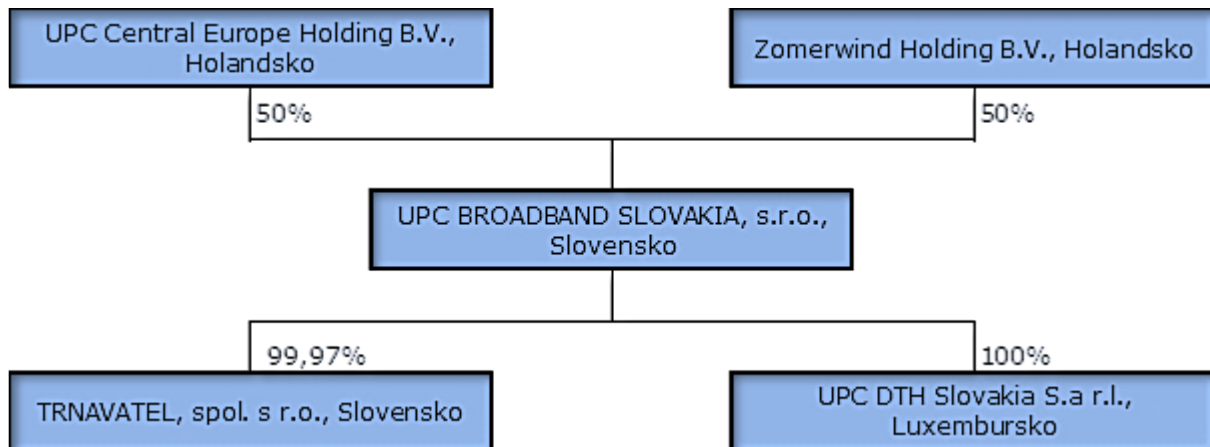 UPC Central Europe Holding B.V.,
Holandsko
Zomerwind Holding B.V., Holandsko
50%
50%
UPC BROADBAND SLOVAKIA, s.r.o.,
Slovensko
99,97%
100%
TRNAVATEL, spol. s r.o., Slovensko
UPC DTH Slovakia S.a r.l.,
Luxembursko